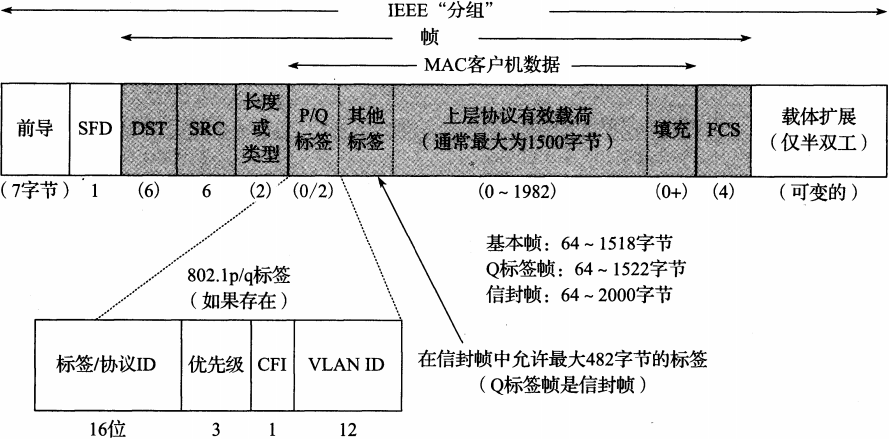 IEEE“分组”
帧
MAC客户机数据
前导
SFD
DST
SRC
长度
或
类型
P/Q
标签
其他
标签
上层协议有效载荷
（通常最大为1500字节）
填充
FCS
载体扩展
（仅半双工）
（7字节） 1 (6) 6 (2) (0/2) (0～1982) (0+) (4) （可变的）
基本帧：64～1518字节
Q标签帧：64～1522字节
信封帧：64～2000字节
802.1p/q标签
（如果存在）
标签/协议ID 优先级 CFI VLAN ID
16位 3 1 12
在信封帧中允许最大482字节的标签
（Q标签帧是信封帧）